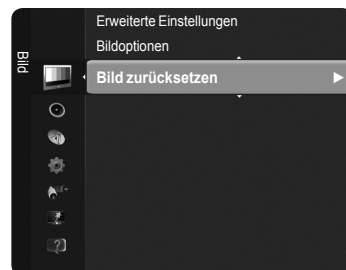 Bild
Erweiterte Einstellungen
Bildoptionen
Bild zurücksetzen